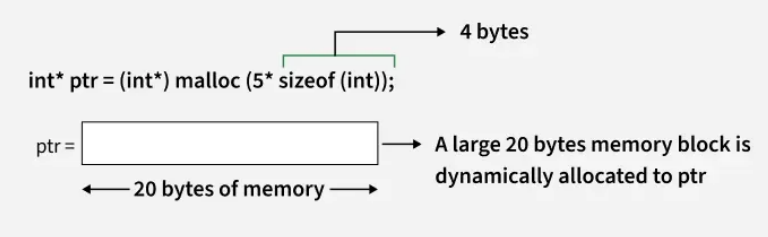 4 bytes
int* ptr = (int*) malloc (5* sizeof (int));
ptr =
A large 20 bytes memory block is
dynamically allocated to ptr
20 bytes of memory